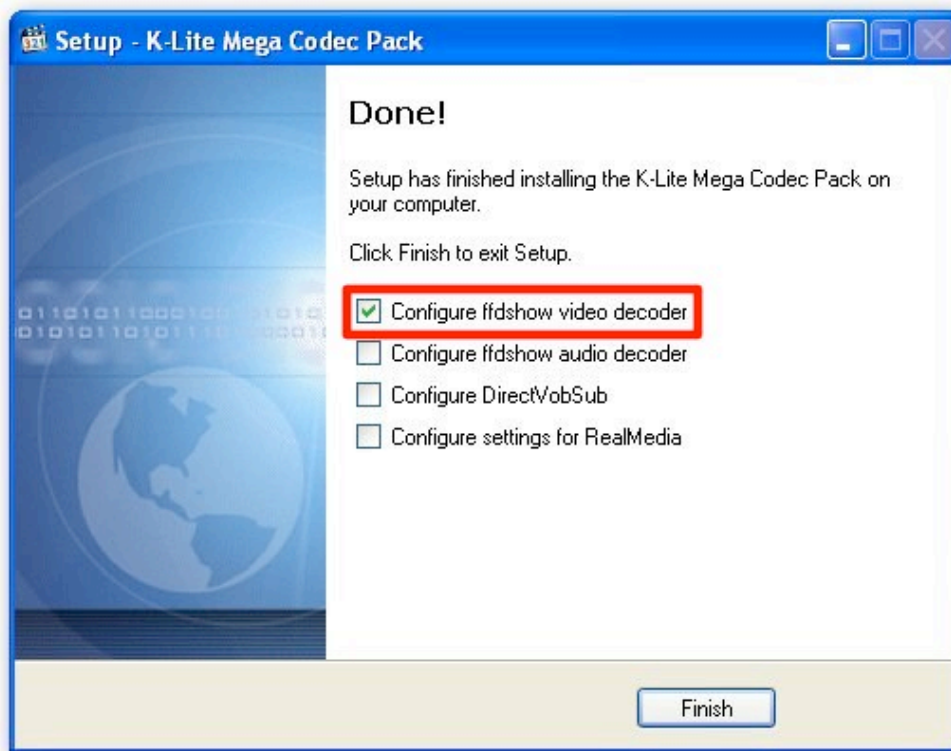 Setup - K-Lite Mega Codec Pack
Done!
Setup has finished installing the K-Lite Mega Codec Pack on
your computer.
Click Finish to exit Setup.
Configure ffdshow video decoder
Configure ffdshow audio decoder
Configure DirectVobSub
Configure settings for RealMedia
Finish